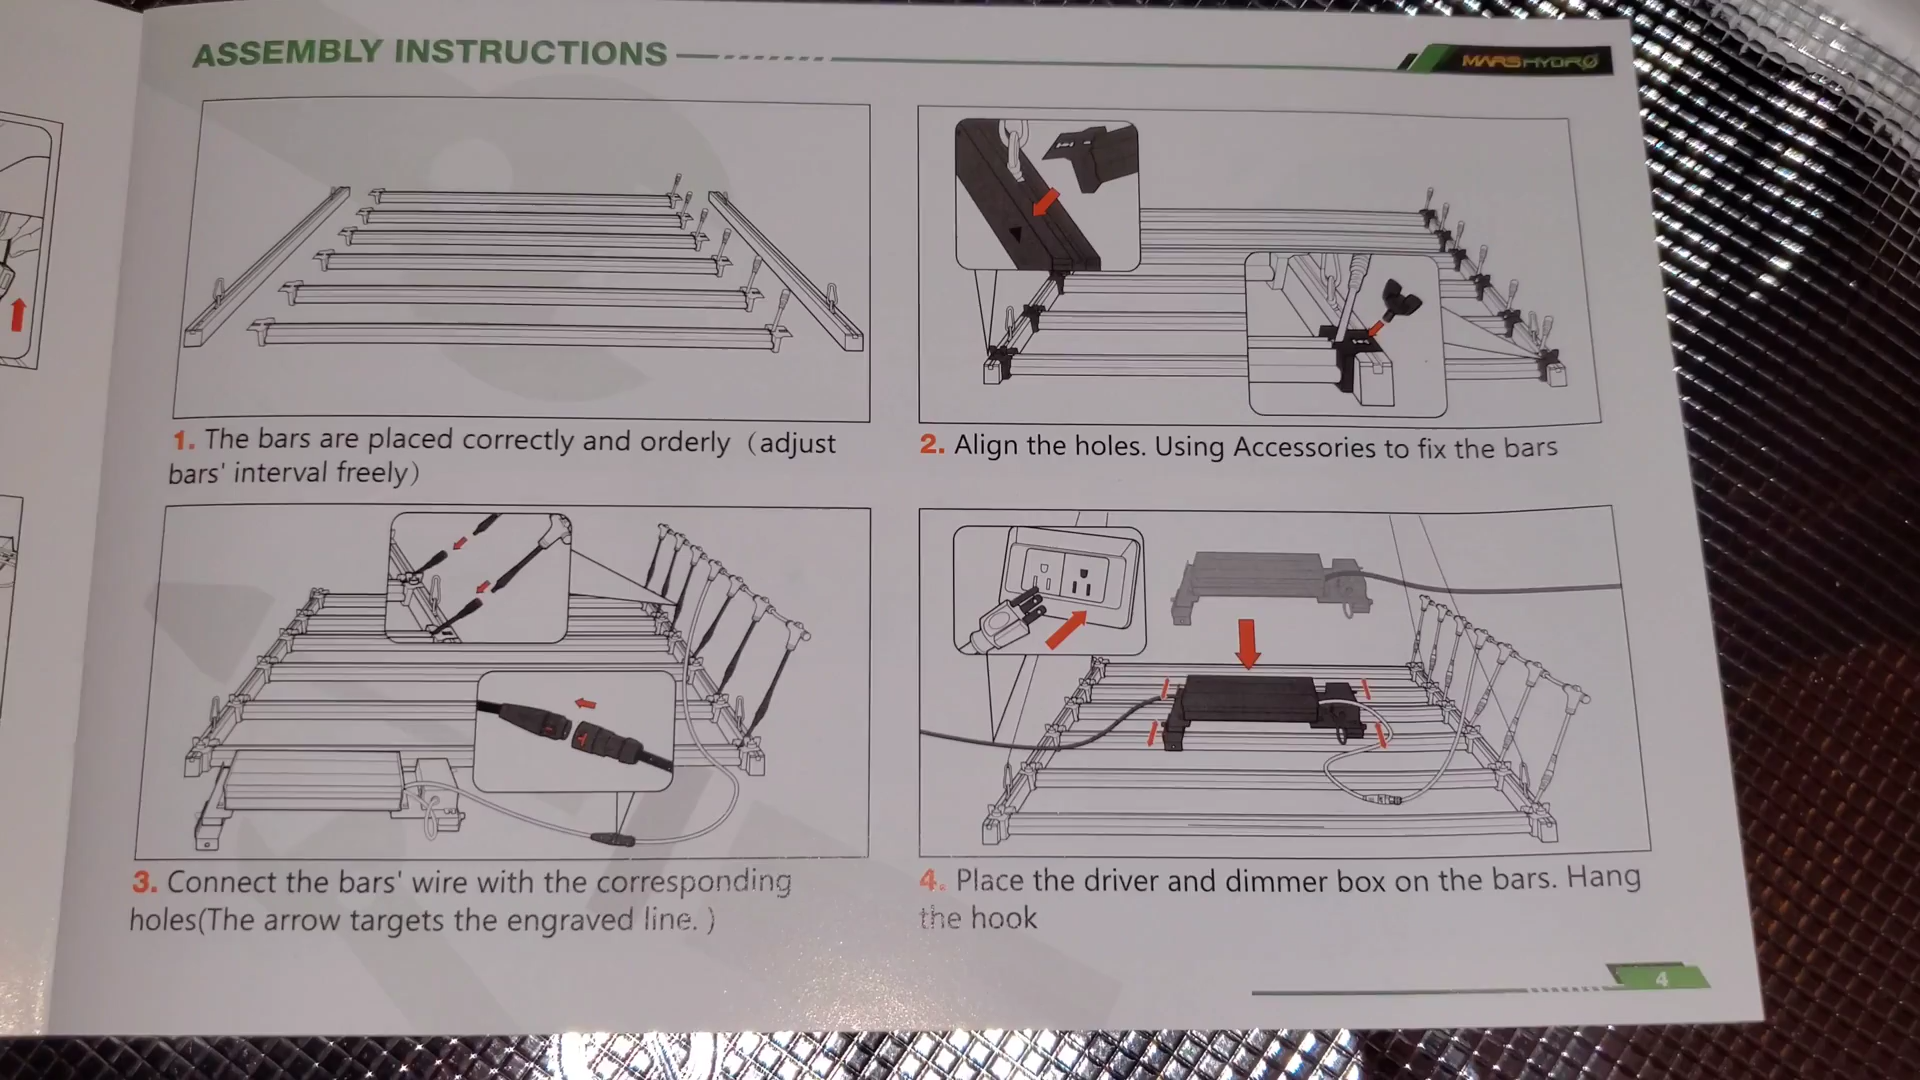 ASSEMBLY INSTRUCTIONS
MARSHYDRO
1. The bars are placed correctly and orderly (adjust
bars' interval freely)
2. Align the holes. Using Accessories to fix the bars
3. Connect the bars' wire with the corresponding
holes(The arrow targets the engraved line. )
4. Place the driver and dimmer box on the bars. Hang
the hook
4